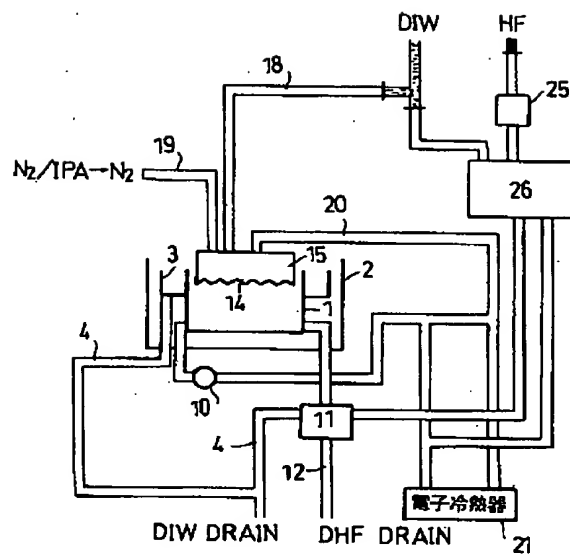 DIW
HF
18
25
19
N₂/IPA→N₂
26
20
3
15
2
14
1
4
10
11
4
12
電子冷熱器
DIW DRAIN
DHF DRAIN
21